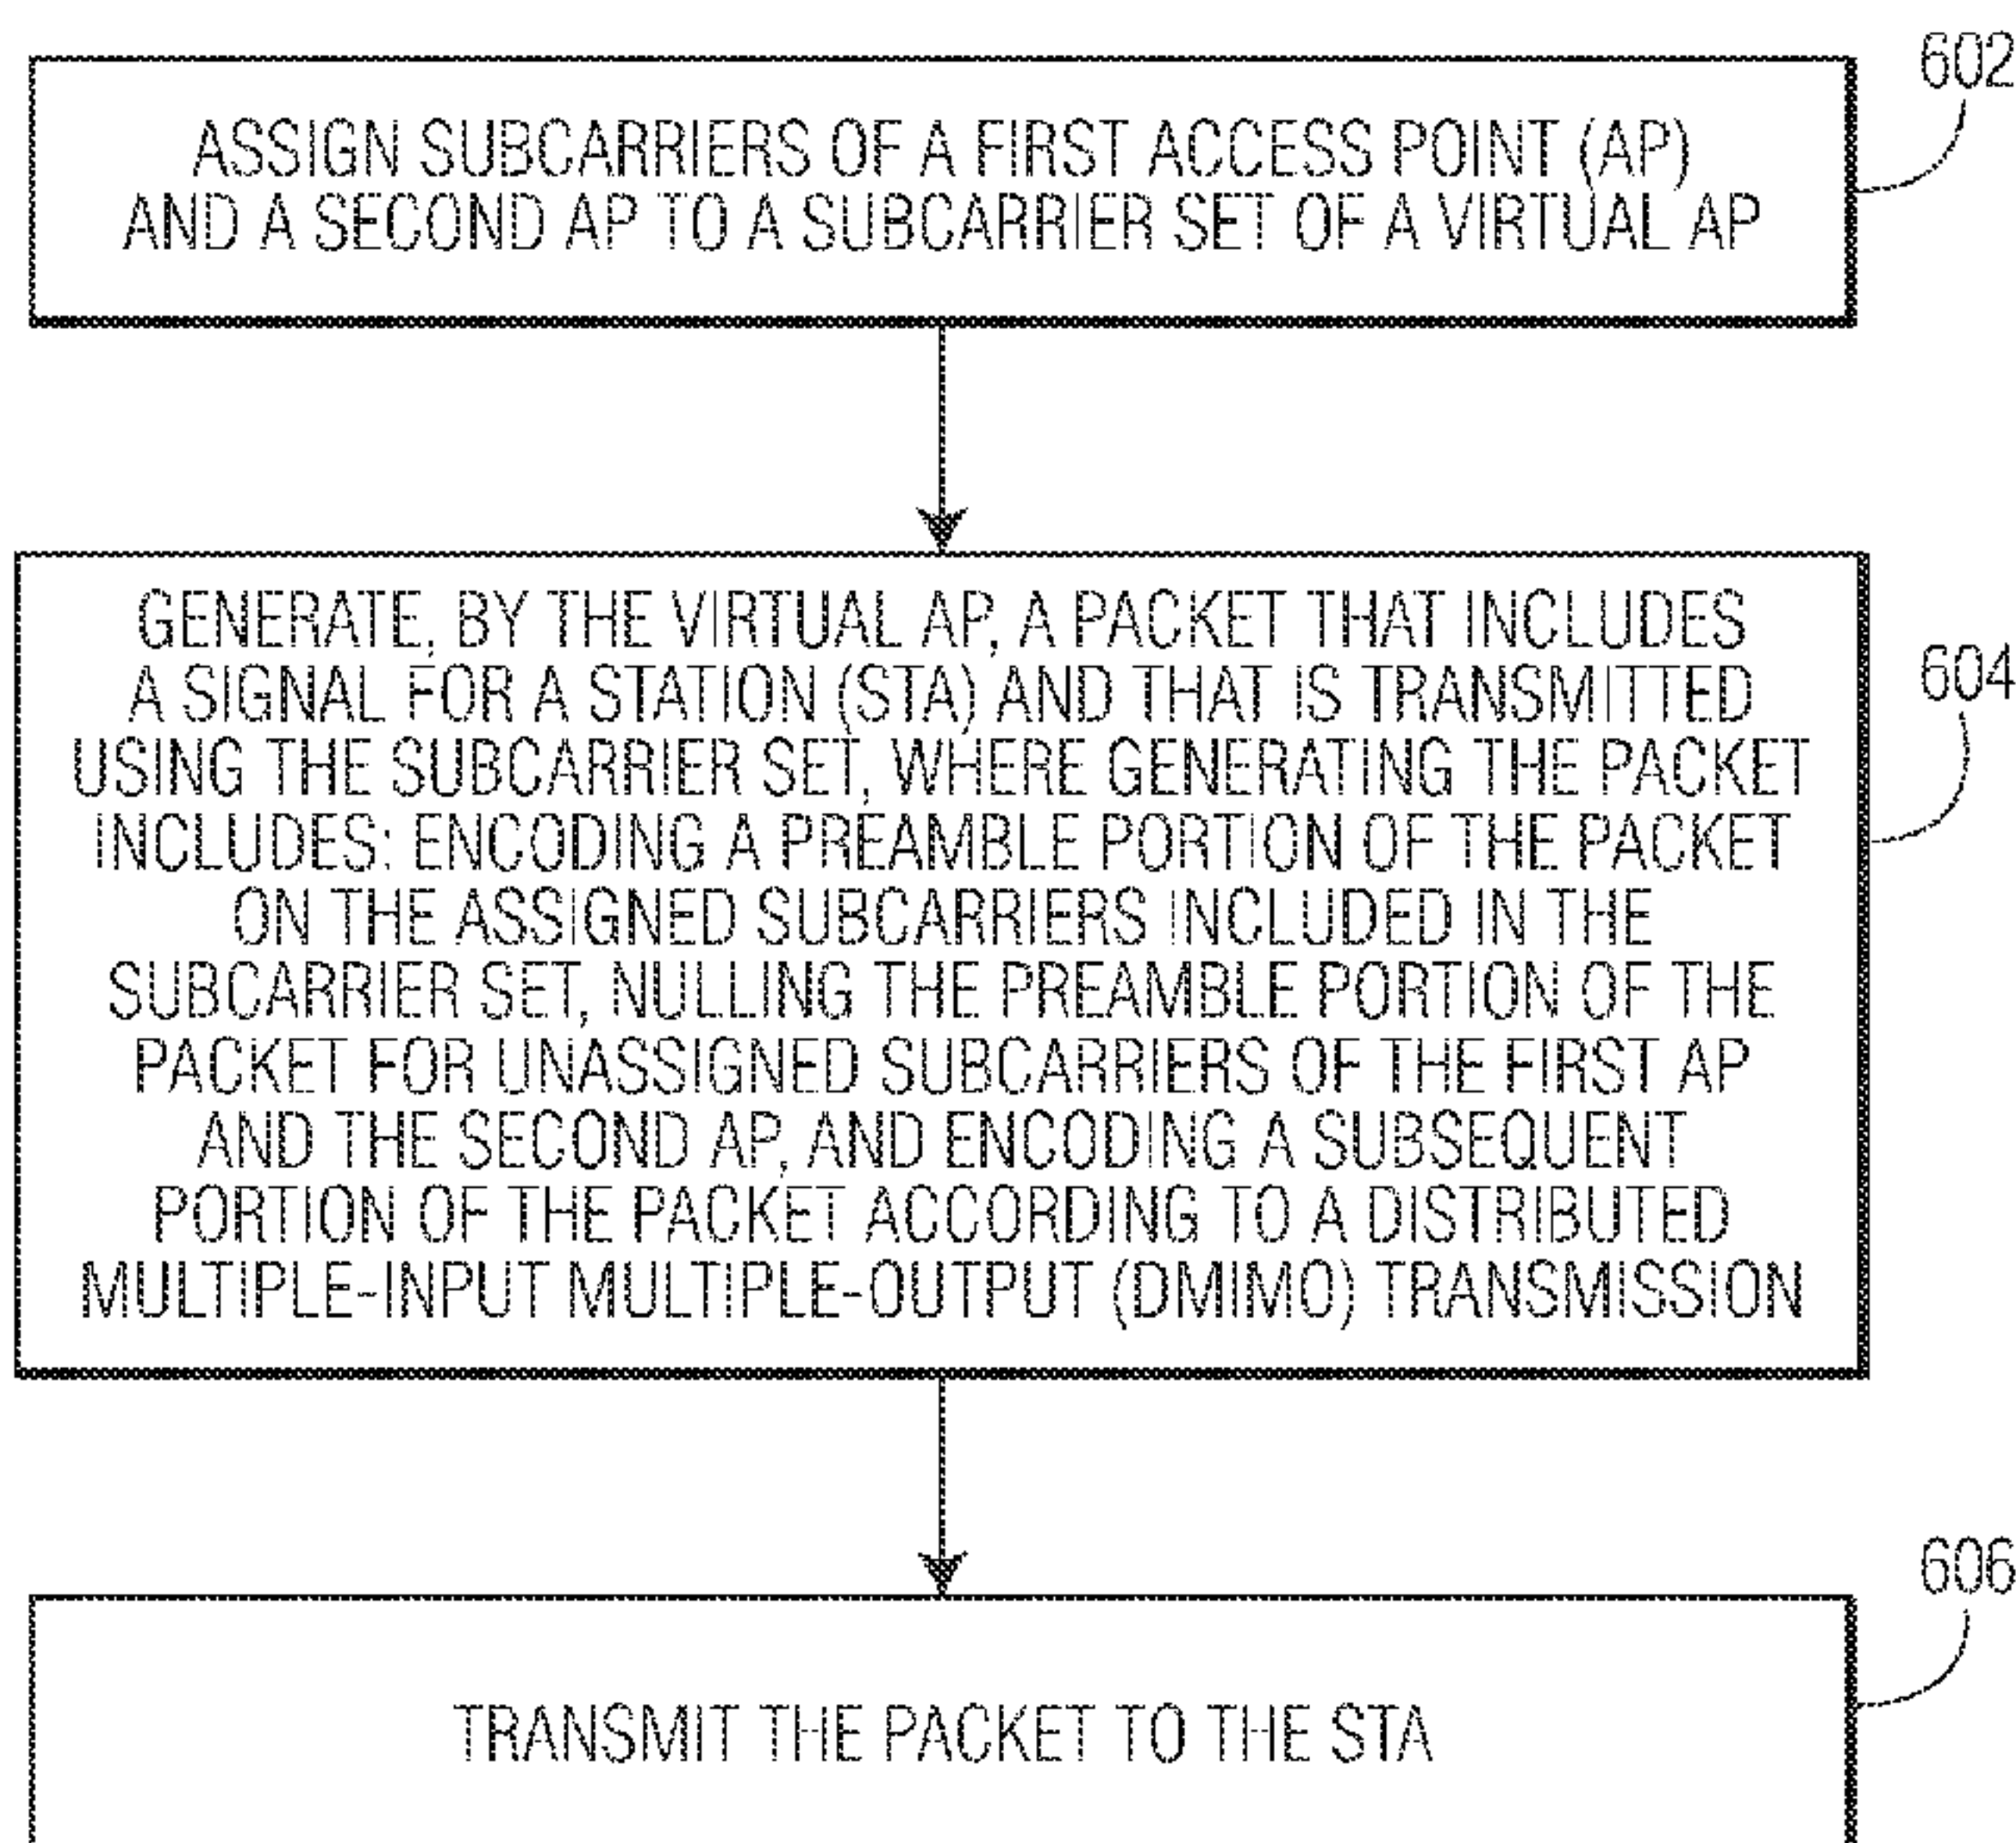 602
ASSIGN SUBCARRIERS OF A FIRST ACCESS POINT (AP)
AND A SECOND AP TO A SUBCARRIER SET OF A VIRTUAL AP
GENERATE, BY THE VIRTUAL AP, A PACKET THAT INCLUDES
A SIGNAL FOR A STATION (STA) AND THAT IS TRANSMITTED
USING THE SUBCARRIER SET, WHERE GENERATING THE PACKET
INCLUDES: ENCODING A PREAMBLE PORTION OF THE PACKET
ON THE ASSIGNED SUBCARRIERS INCLUDED IN THE
SUBCARRIER SET, NULLING THE PREAMBLE PORTION OF THE
PACKET FOR UNASSIGNED SUBCARRIERS OF THE FIRST AP
AND THE SECOND AP, AND ENCODING A SUBSEQUENT
PORTION OF THE PACKET ACCORDING TO A DISTRIBUTED
MULTIPLE-INPUT MULTIPLE-OUTPUT (DMIMO) TRANSMISSION
604
606
TRANSMIT THE PACKET TO THE STA